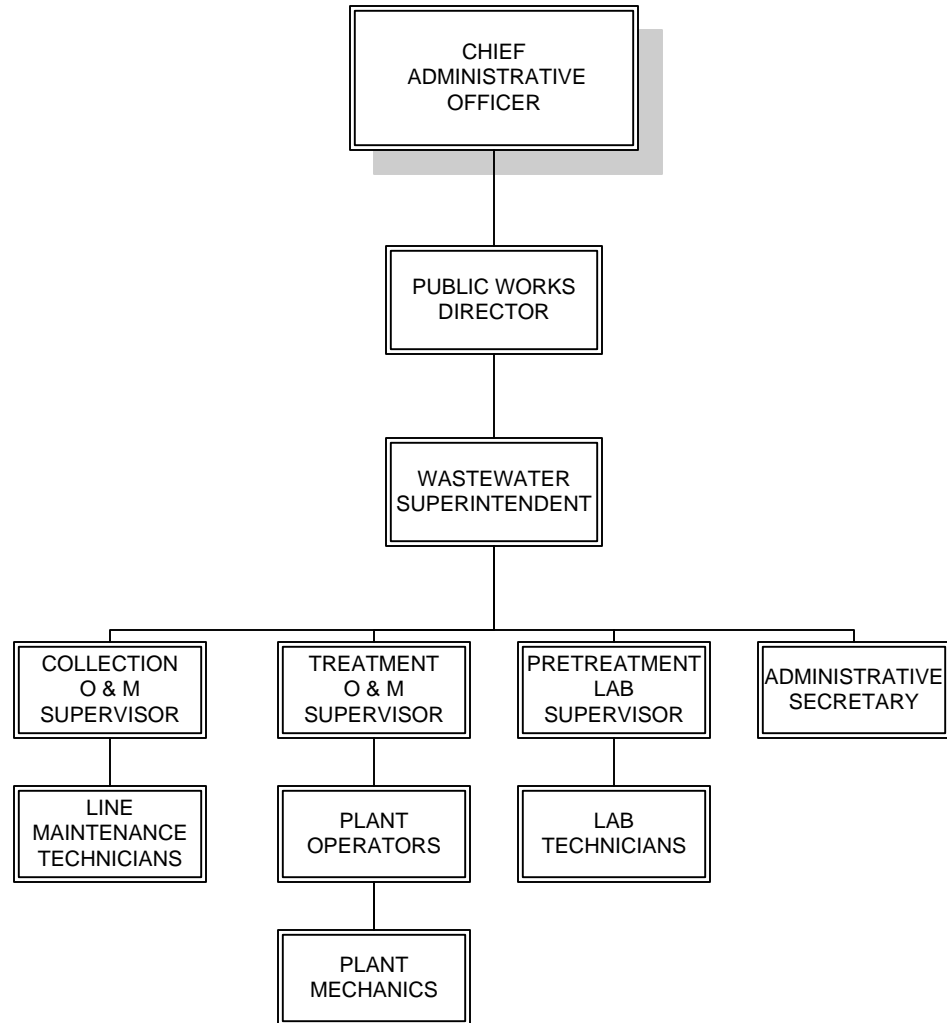 CHIEF
ADMINISTRATIVE
OFFICER
PUBLIC WORKS
DIRECTOR
WASTEWATER
SUPERINTENDENT
COLLECTION
O & M
SUPERVISOR
TREATMENT
O & M
SUPERVISOR
PRETREATMENT
LAB
SUPERVISOR
ADMINISTRATIVE
SECRETARY
LINE
MAINTENANCE
TECHNICIANS
PLANT
OPERATORS
LAB
TECHNICIANS
PLANT
MECHANICS